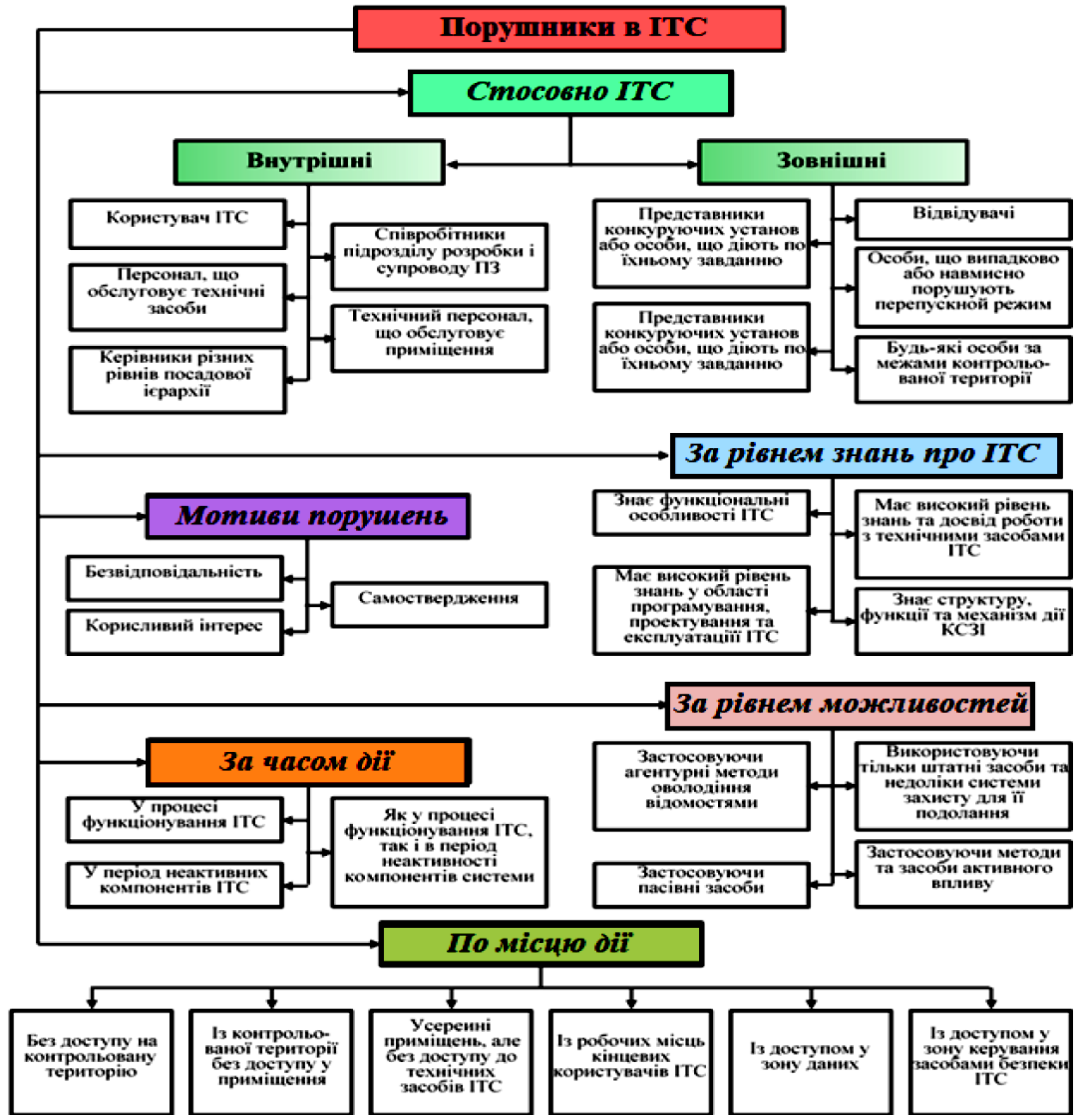 Порушники в ІТС
Стосовно ІТС
Внутрішні
Користувач ІТС
Персонал, що
обслуговує технічні
засоби
Керівники різних
рівнів посадової
ієрархії
Співробітники
підрозділу розробки і
супроводу ПЗ
Технічний персонал,
що обслуговує
приміщення
Зовнішні
Представники
конкуруючих установ
або особи, що діють по
їхньому завданню
Представники
конкуруючих установ
або особи, що діють по
їхньому завданню
Відвідувачі
Особи, що випадково
або навмисно
порушують
перепускной режим
Будь-які особи за
межами контрольо-
ваної території
За рівнем знань про ІТС
Знає функціональні
особливості ІТС
Має високий рівень
знань у області
програмування,
проектування та
експлуатаціїї ІТС
Має високий рівень
знань та досвід роботи
з технічними засобами
ІТС
Знає структуру,
функції та механізм дії
КСЗІ
Мотиви порушень
Безвідповідальність
Корисливий інтерес
Самоствердження
За рівнем можливостей
Застосовуючи
агентурні методи
оволодіння
відомостями
Застосовуючи
пасівні засоби
Використовуючи
тільки штатні засоби та
недоліки системи
захисту для її
подолання
Застосовуючи методи
та засоби активного
впливу
За часом дії
У процесі
функціонування ІТС
У період неактивних
компонентів ІТС
Як у процесі
функціонування ІТС,
так і в період
неактивності
компонентів системи
По місцю дії
Без доступу на
контрольовану
територію
Із контрольо-
ваної території
без доступу у
приміщення
Усеренні
приміщень, але
без доступу до
технічних
засобів ІТС
Із робочих місць
кінцевих
користувачів ІТС
Із доступом у
зону даних
Із доступом у
зону керування
засобами безпеки
ІТС